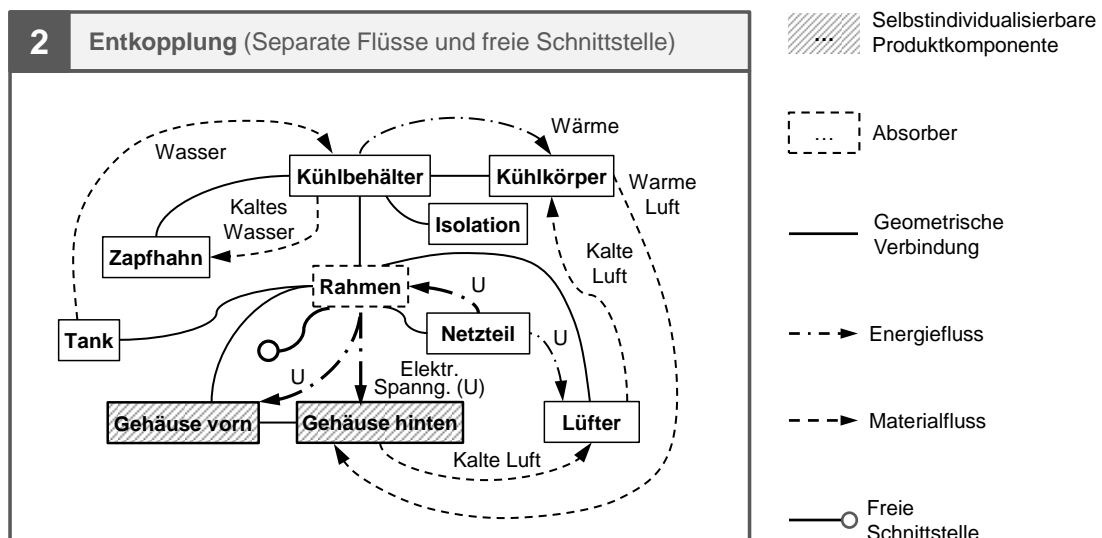 2 Entkopplung (Separate Flüsse und freie Schnittstelle)
Wasser
Wärme
Kühlbehälter
Kühlkörper
Warme
Luft
Kaltes
Wasser
Isolation
Zapfhahn
Kalte
Luft
Rahmen
U
Tank
Netzteil
U
U
Elektr.
Spanng. (U)
Gehäuse vorn
Gehäuse hinten
Lüfter
Kalte Luft
...
Selbstindividualisierbare
Produktkomponente
...
Absorber
Geometrische
Verbindung
Energiefluss
Materialfluss
Freie
Schnittstelle